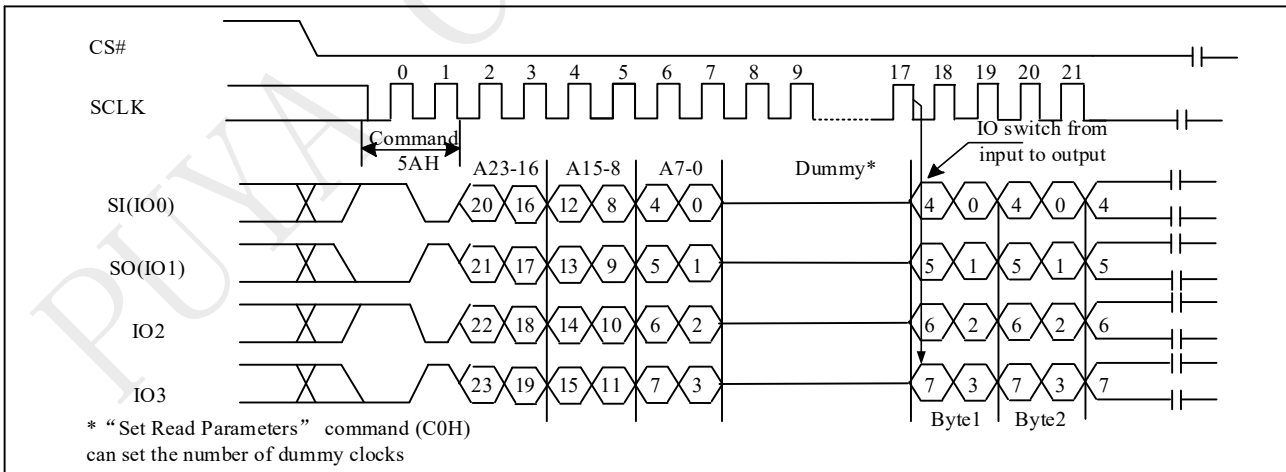 PUYA
CS#
0 1 2 3 4 5 6 7 8 9 17 18 19 20 21
SCLK
Command
5AH
IO switch from
input to output
A23-16 A15-8 A7-0 Dummy*
SI(IO0) 20 16 12 8 4 0 4 0 4 0 4
SO(IO1) 21 17 13 9 5 1 5 1 5 1 5
IO2 22 18 14 10 6 2 6 2 6 2 6
IO3 23 19 15 11 7 3 7 3 7 3 7
Byte1 Byte2
* “Set Read Parameters” command (C0H)
can set the number of dummy clocks